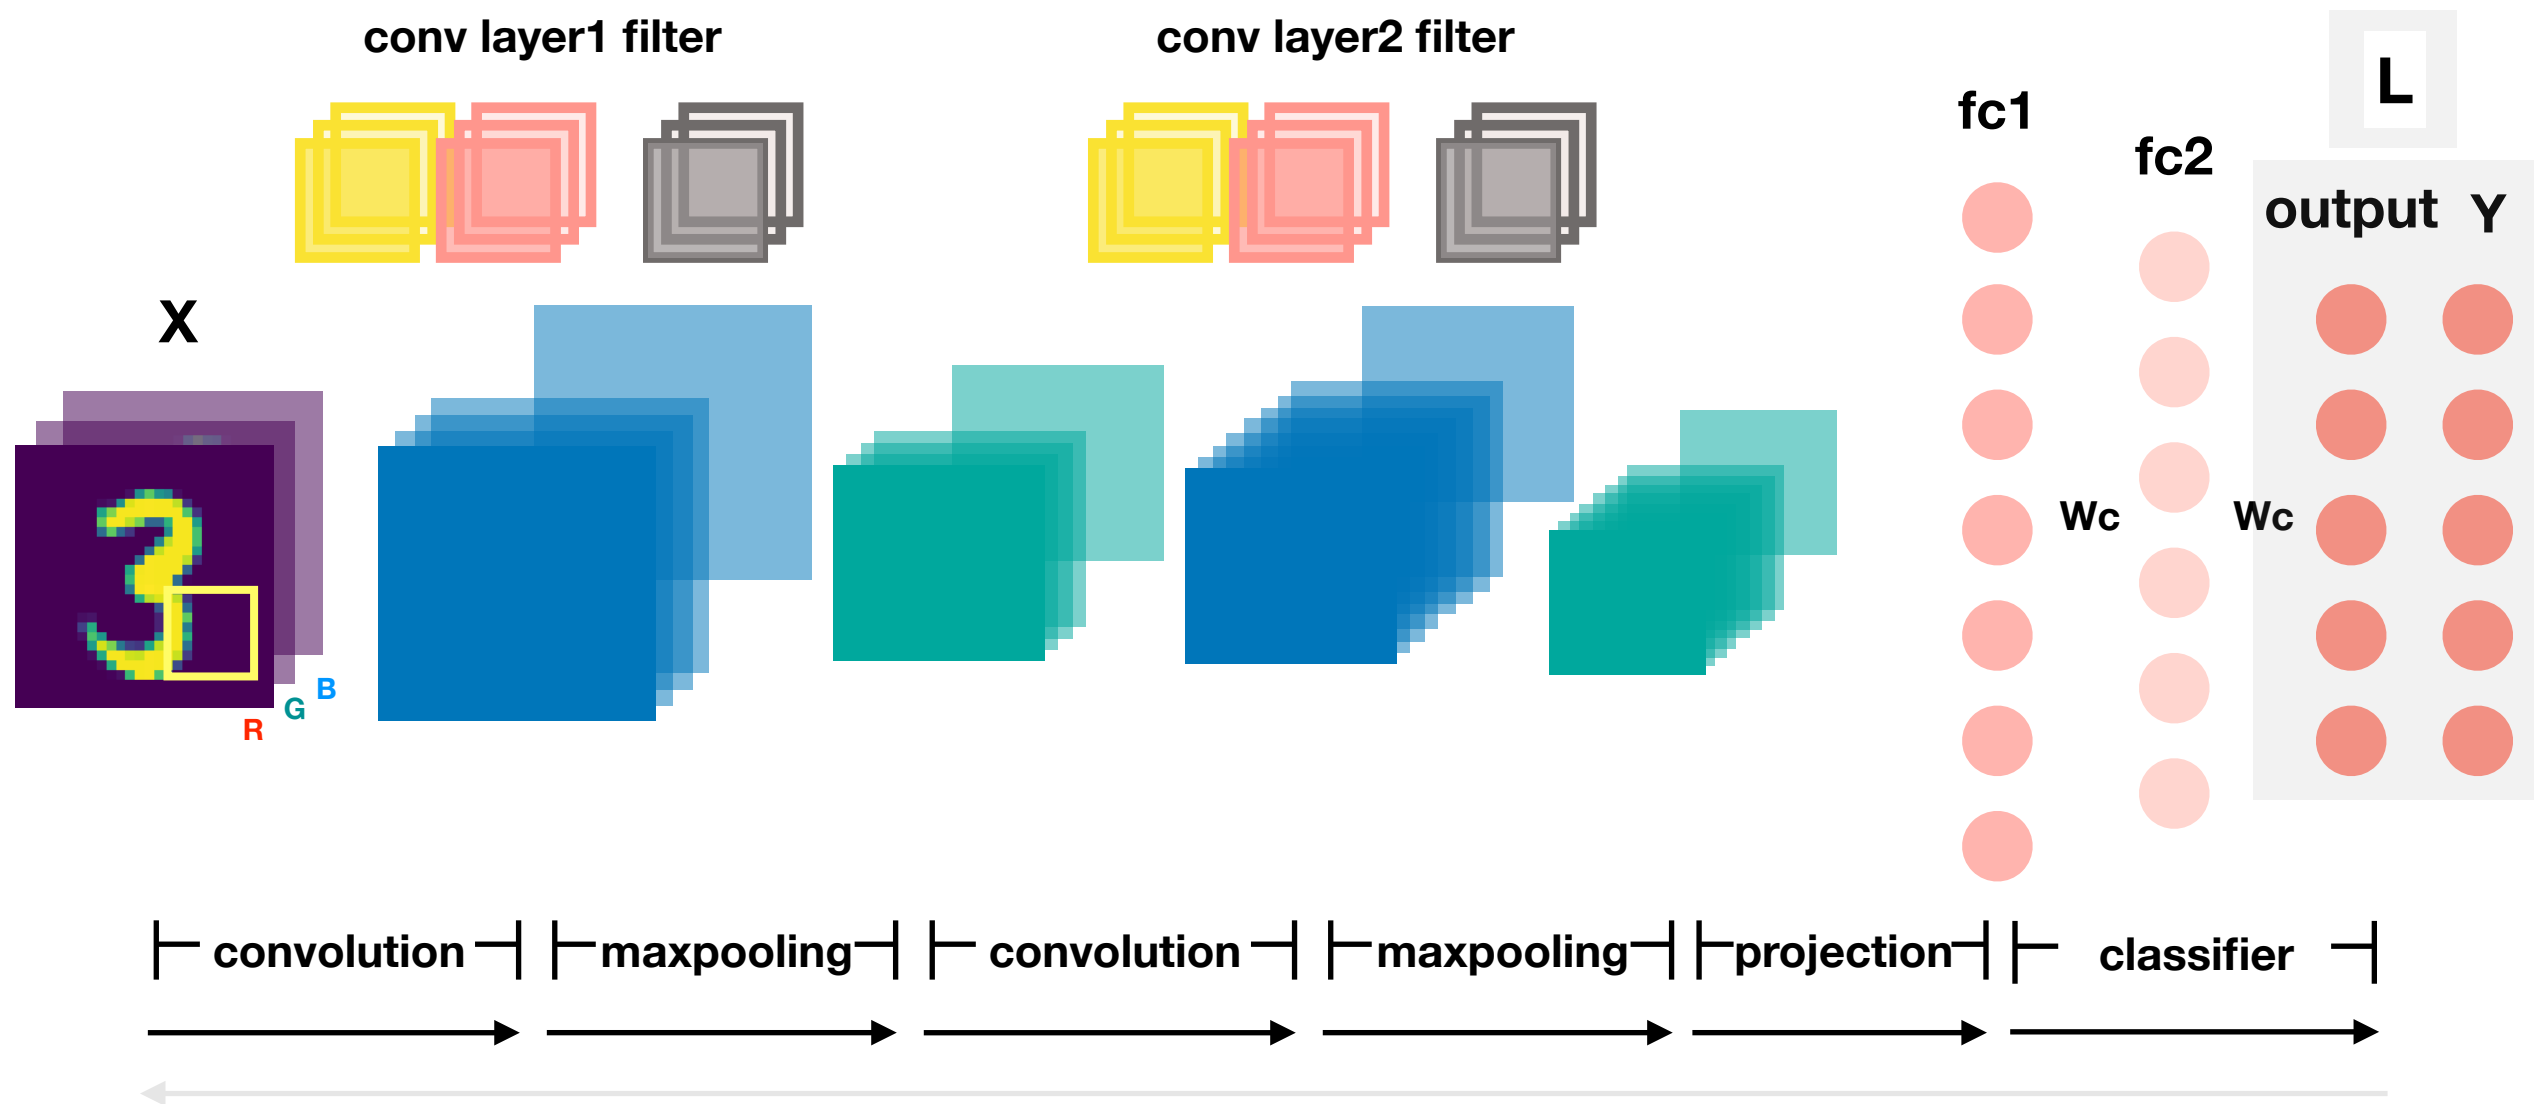 conv layer1 filter
conv layer2 filter
L
fc1
fc2
output Y
X
Wc
Wc
R
G
B
convolution
maxpooling
convolution
maxpooling
projection
classifier